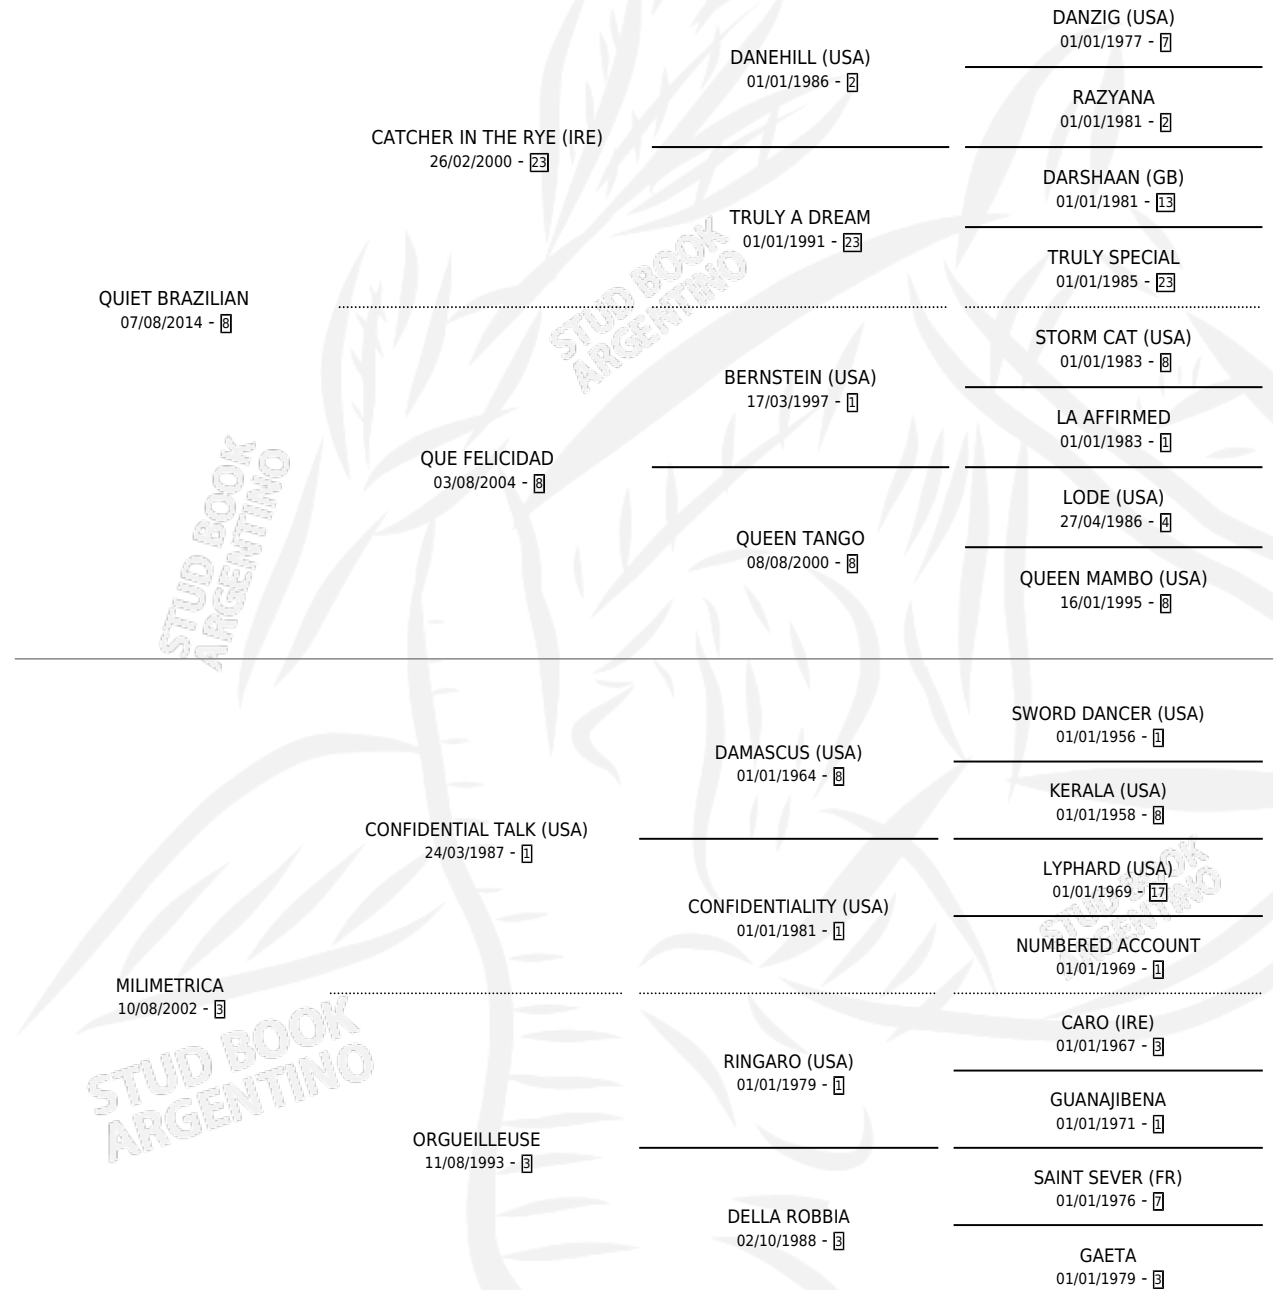 DANZIG (USA)
01/01/1977 - 7
DANEHILL (USA)
01/01/1986 - 2
RAZYANA
01/01/1981 - 2
CATCHER IN THE RYE (IRE)
26/02/2000 - 23
DARSHAAN (GB)
01/01/1981 - 13
TRULY A DREAM
01/01/1991 - 23
TRULY SPECIAL
01/01/1985 - 23
QUIET BRAZILIAN
07/08/2014 - 8
STORM CAT (USA)
01/01/1983 - 8
BERNSTEIN (USA)
17/03/1997 - 1
LA AFFIRMED
01/01/1983 - 1
QUE FELICIDAD
03/08/2004 - 8
LODE (USA)
27/04/1986 - 4
QUEEN TANGO
08/08/2000 - 8
QUEEN MAMBO (USA)
16/01/1995 - 8
SWORD DANCER (USA)
01/01/1956 - 1
DAMASCUS (USA)
01/01/1964 - 8
KERALA (USA)
01/01/1958 - 8
CONFIDENTIAL TALK (USA)
24/03/1987 - 1
LYPHARD (USA)
01/01/1969 - 17
CONFIDENTIALITY (USA)
01/01/1981 - 1
NUMBERED ACCOUNT
01/01/1969 - 1
MILIMETRICA
10/08/2002 - 3
CARO (IRE)
01/01/1967 - 3
RINGARO (USA)
01/01/1979 - 1
GUANAJIBENA
01/01/1971 - 1
ORGUEILLEUSE
11/08/1993 - 3
SAINT SEVER (FR)
01/01/1976 - 7
DELLA ROBBIA
02/10/1988 - 3
GAETA
01/01/1979 - 3
STUD BOOK
ARGENTINO
STUD BOOK
ARGENTINO
STUD BOOK
ARGENTINO
STUD BOOK
ARGENTINO